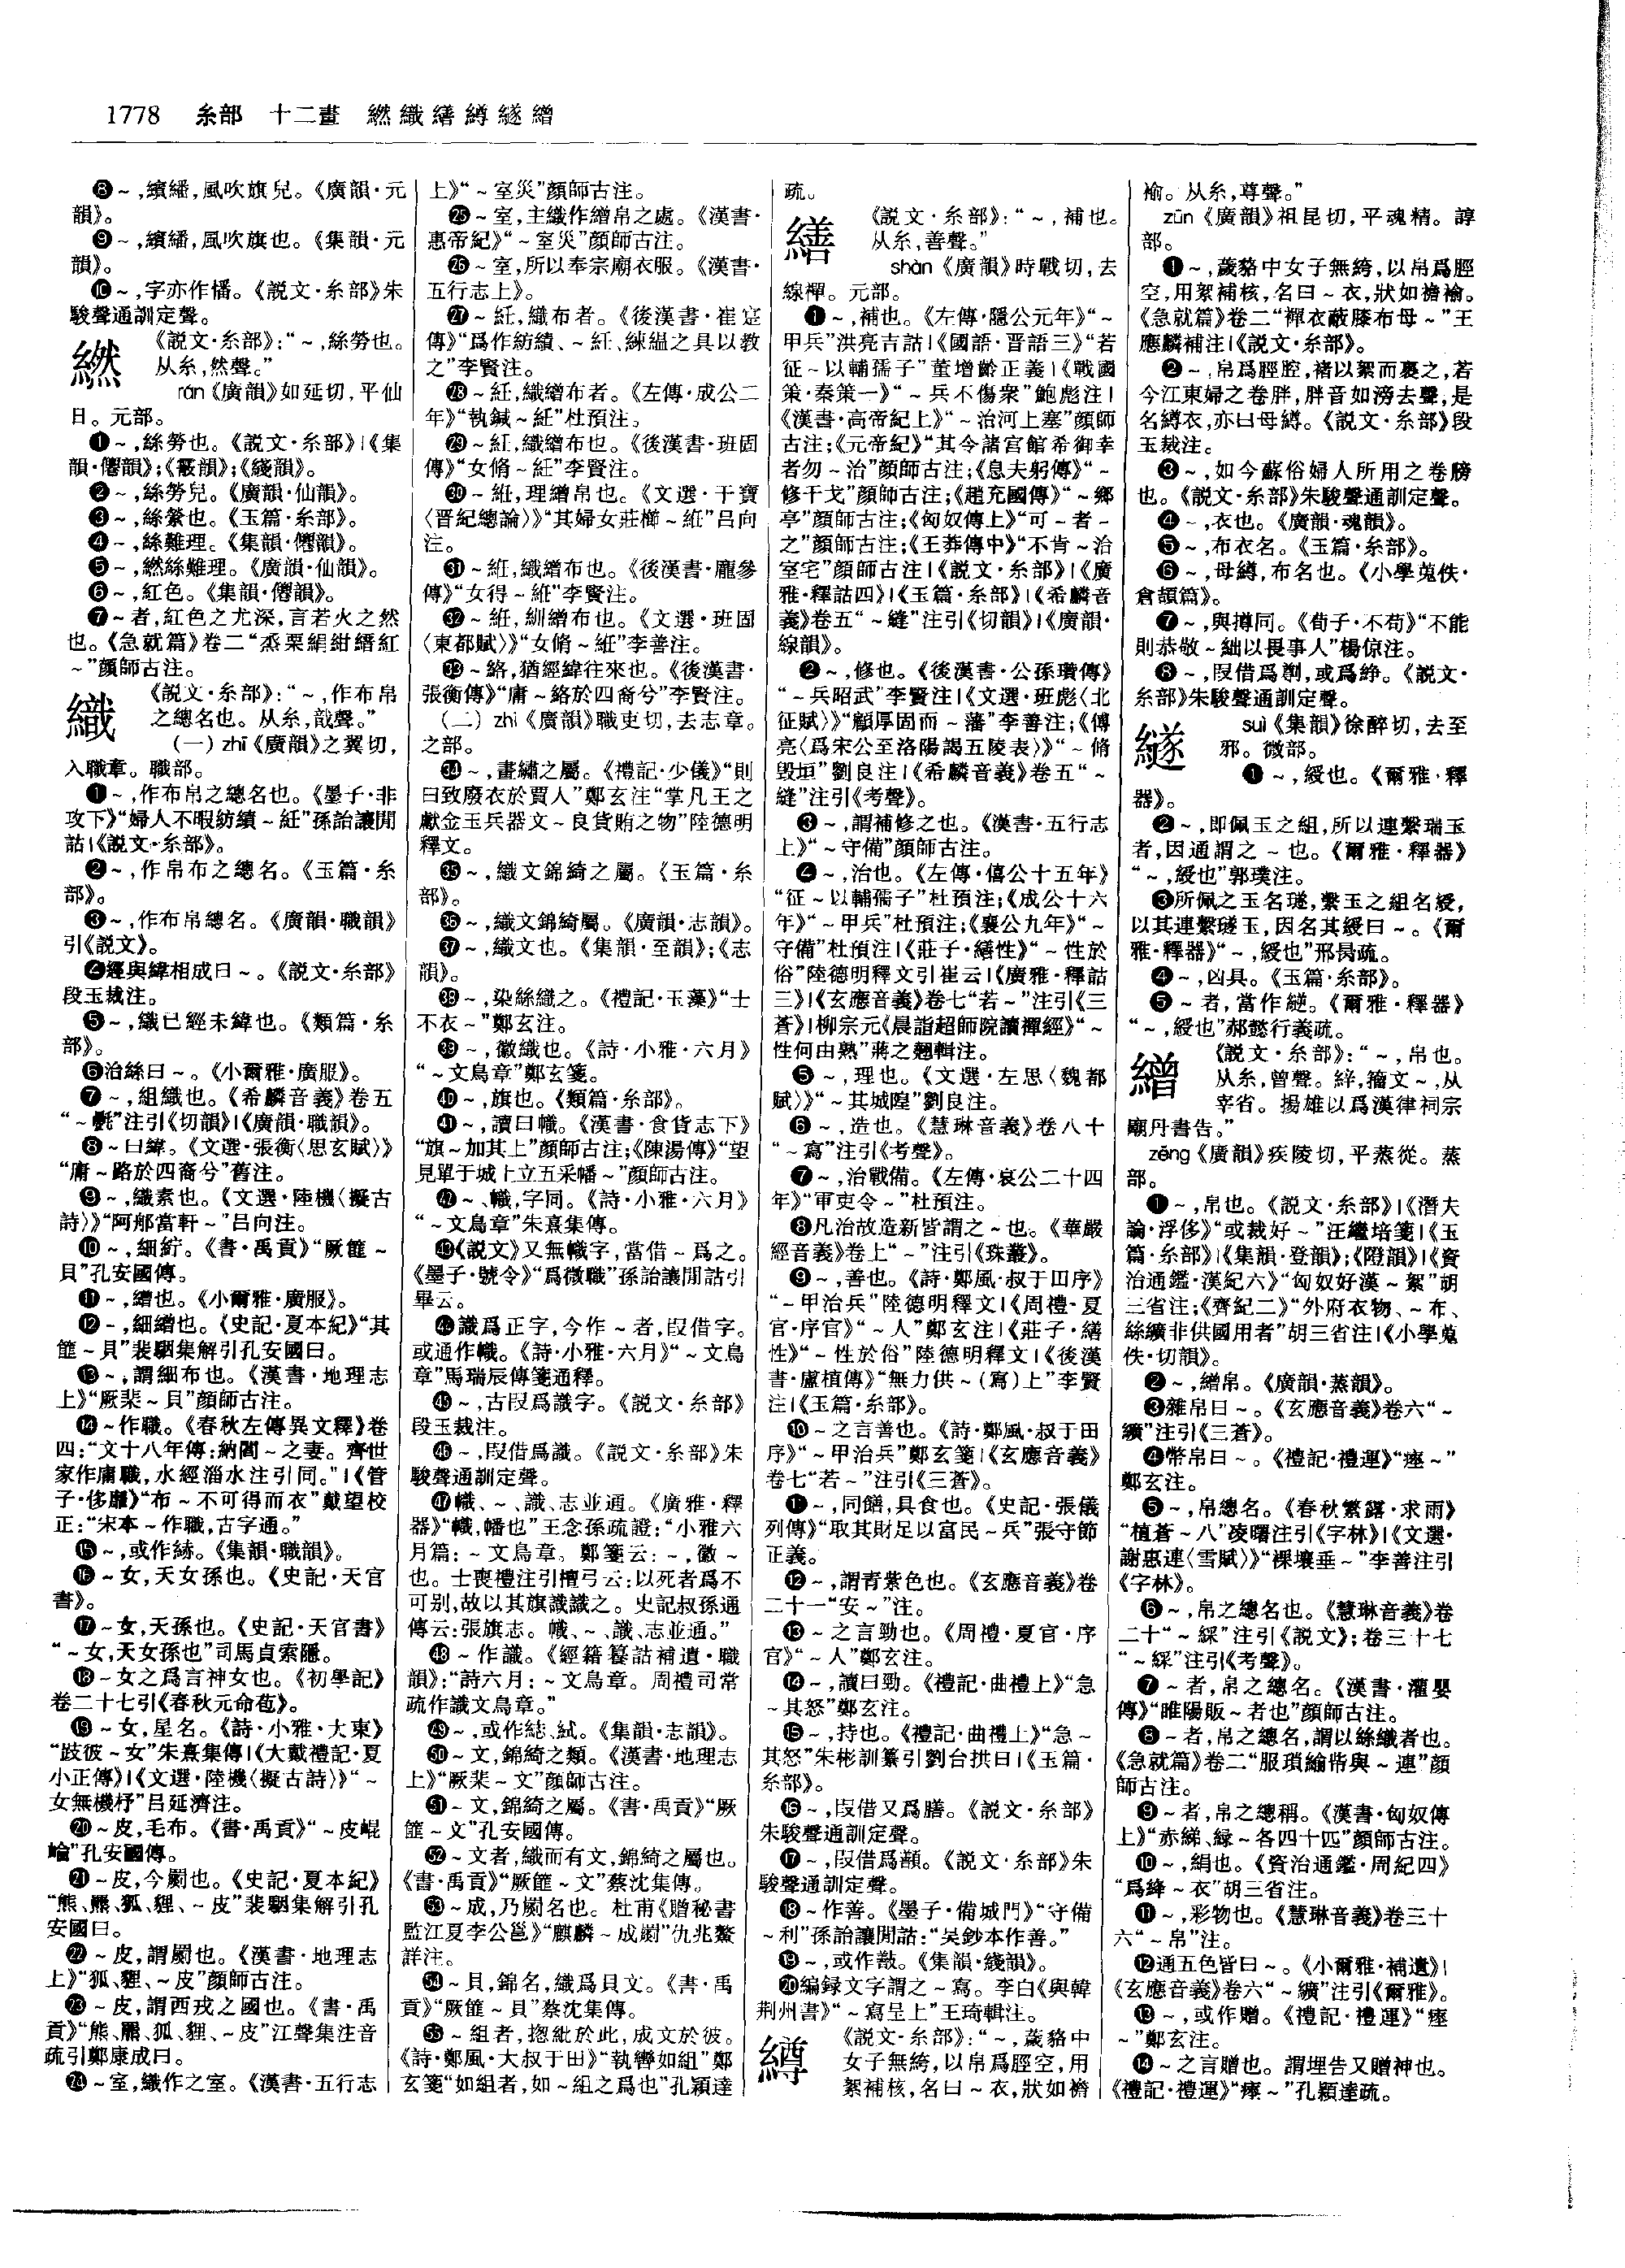 1778 糸部 十二畫 繎織繕繜繸繒
❽～,繽繙,風吹旗皃。《廣韻·元
韻》。
❾～,繽繙,風吹旗也。《集韻·元
韻》。
❿～,字亦作旛。《説文·糸部》朱
駿聲通訓定聲。
繎
《説文·糸部》:“～,絲勞也。
从糸,然聲。”
rán《廣韻》如延切,平仙
日。元部。
❶～,絲勞也。《説文·糸部》|《集
韻·僊韻》;《霰韻》;《綫韻》。
❷～,絲勞皃。《廣韻·仙韻》。
❸～,絲縈也。《玉篇·糸部》。
❹～,絲難理。《集韻·僊韻》。
❺～,繎絲難理。《廣韻·仙韻》。
❻～,紅色。《集韻·僊韻》。
❼～者,紅色之尤深,言若火之然
也。《急就篇》卷二“烝栗絹紺縉紅
～”顔師古注。
織
《説文·糸部》:“～,作布帛
之總名也。从糸,戠聲。”
(一)zhī《廣韻》之翼切,
入職章。職部。
❶～,作布帛之總名也。《墨子·非
攻下》“婦人不暇紡績～紝”孫詒讓閒
詁|《説文·糸部》。
❷～,作帛布之總名。《玉篇·糸
部》。
❸～,作布帛總名。《廣韻·職韻》
引《説文》。
❹經與緯相成曰～。《説文·糸部》
段玉裁注。
❺～,織已經未緯也。《類篇·糸
部》。
❻治絲曰～。《小爾雅·廣服》。
❼～,組織也。《希麟音義》卷五
“～㲲”注引《切韻》|《廣韻·職韻》。
❽～曰緯。《文選·張衡〈思玄賦〉》
“庸～路於四裔兮”舊注。
❾～,織素也。《文選·陸機〈擬古
詩〉》“阿那當軒～”吕向注。
❿～,細紵。《書·禹貢》“厥篚～
貝”孔安國傳。
⓫～,繒也。《小爾雅·廣服》。
⓬～,細繒也。《史記·夏本紀》“其
篚～貝”裴駰集解引孔安國曰。
⓭～,謂細布也。《漢書·地理志
上》“厥棐～貝”顔師古注。
⓮～作職。《春秋左傳異文釋》卷
四:“文十八年傳:納閻～之妻。齊世
家作庸職,水經淄水注引同。”|《管
子·侈靡》“布～不可得而衣”戴望校
正:“宋本～作職,古字通。”
⓯～,或作䋱。《集韻·職韻》。
⓰～女,天女孫也。《史記·天官
書》。
⓱～女,天孫也。《史記·天官書》
“～女,天女孫也”司馬貞索隱。
⓲～女之爲言神女也。《初學記》
卷二十七引《春秋元命苞》。
⓳～女,星名。《詩·小雅·大東》
“跂彼～女”朱熹集傳|《大戴禮記·夏
小正傳》|《文選·陸機〈擬古詩〉》“～
女無機杼”吕延濟注。
⓴～皮,毛布。《書·禹貢》“～皮崐
崘”孔安國傳。
㉑～皮,今罽也。《史記·夏本紀》
“熊、羆、狐、貍、～皮”裴駰集解引孔
安國曰。
㉒～皮,謂罽也。《漢書·地理志
上》“狐、貍、～皮”顔師古注。
㉓～皮,謂西戎之國也。《書·禹
貢》“熊、羆、狐、貍、～皮”江聲集注音
疏引鄭康成曰。
㉔～室,織作之室。《漢書·五行志
上》“～室災”顔師古注。
㉕～室,主織作繒帛之處。《漢書·
惠帝紀》“～室災”顔師古注。
㉖～室,所以奉宗廟衣服。《漢書·
五行志上》。
㉗～紝,織布者。《後漢書·崔寔
傳》“爲作紡績、～紝、練緼之具以教
之”李賢注。
㉘～紝,織繒布者。《左傳·成公二
年》“執鍼～紝”杜預注。
㉙～紝,織繒布也。《後漢書·班固
傳》“女脩～紝”李賢注。
㉚～紝,理繒帛也。《文選·干寶
〈晋紀總論〉》“其婦女莊櫛～紝”吕向
注。
㉛～紝,織繒布也。《後漢書·龐參
傳》“女得～紝”李賢注。
㉜～紝,紃繒布也。《文選·班固
〈東都賦〉》“女脩～紝”李善注。
㉝～絡,猶經緯往來也。《後漢書·
張衡傳》“庸～絡於四裔兮”李賢注。
(二)zhì《廣韻》職吏切,去志章。
之部。
㉞～,畫繡之屬。《禮記·少儀》“則
曰致廢衣於賈人”鄭玄注“掌凡王之
獻金玉兵器文～良貨賄之物”陸德明
釋文。
㉟～,織文錦綺之屬。《玉篇·糸
部》。
㊱～,織文錦綺屬。《廣韻·志韻》。
㊲～,織文也。《集韻·至韻》;《志
韻》。
㊳～,染絲織之。《禮記·玉藻》“士
不衣～”鄭玄注。
㊴～,徽織也。《詩·小雅·六月》
“～文鳥章”鄭玄箋。
㊵～,旗也。《類篇·糸部》。
㊶～,讀曰幟。《漢書·食貨志下》
“旗～加其上”顔師古注;《陳湯傳》“望
見單于城上立五采幡～”顔師古注。
㊷～、幟,字同。《詩·小雅·六月》
“～文鳥章”朱熹集傳。
㊸《説文》又無幟字,當借～爲之。
《墨子·號令》“爲微職”孫詒讓閒詁引
畢云。
㊹識爲正字,今作～者,叚借字。
或通作幟。《詩·小雅·六月》“～文鳥
章”馬瑞辰傳箋通釋。
㊺～,古叚爲識字。《説文·糸部》
段玉裁注。
㊻～,叚借爲識。《説文·糸部》朱
駿聲通訓定聲。
㊼幟、～、識、志並通。《廣雅·釋
器》“幟,幡也”王念孫疏證:“小雅六
月篇:～文鳥章。鄭箋云:～,徽～
也。士喪禮注引檀弓云:以死者爲不
可别,故以其旗識識之。史記叔孫通
傳云:張旗志。幟、～、識、志並通。”
㊽～作識。《經籍籑詁補遺·職
韻》:“詩六月:～文鳥章。周禮司常
疏作識文鳥章。”
㊾～,或作䋱、䋐。《集韻·志韻》。
㊿～文,錦綺之類。《漢書·地理志
上》“厥棐～文”顔師古注。
51～文,錦綺之屬。《書·禹貢》“厥
篚～文”孔安國傳。
52～文者,織而有文,錦綺之屬也。
《書·禹貢》“厥篚～文”蔡沈集傳。
53～成,乃罽名也。杜甫《贈秘書
監江夏李公邕》“麒麟～成罽”仇兆鰲
詳注。
54～貝,錦名,織爲貝文。《書·禹
貢》“厥篚～貝”蔡沈集傳。
55～組者,揔紕於此,成文於彼。
《詩·鄭風·大叔于田》“執轡如組”鄭
玄箋“如組者,如～組之爲也”孔穎達
疏。
繕
《説文·糸部》:“～,補也。
从糸,善聲。”
shàn《廣韻》時戰切,去
線禪。元部。
❶～,補也。《左傳·隱公元年》“～
甲兵”洪亮吉詁|《國語·晋語三》“若
征～以輔孺子”董增齡正義|《戰國
策·秦策一》“～兵不傷衆”鮑彪注|
《漢書·高帝紀上》“～治河上塞”顔師
古注;《元帝紀》“其令諸宫館希御幸
者勿～治”顔師古注;《息夫躬傳》“～
修干戈”顔師古注;《趙充國傳》“～鄉
亭”顔師古注;《匈奴傳上》“可～者～
之”顔師古注;《王莽傳中》“不肯～治
室宅”顔師古注|《説文·糸部》|《廣
雅·釋詁四》|《玉篇·糸部》|《希麟音
義》卷五“～縫”注引《切韻》|《廣韻·
線韻》。
❷～,修也。《後漢書·公孫瓚傳》
“～兵昭武”李賢注|《文選·班彪〈北
征賦〉》“顧厚固而～藩”李善注;《傅
亮〈爲宋公至洛陽謁五陵表〉》“～脩
毁垣”劉良注|《希麟音義》卷五“～
縫”注引《考聲》。
❸～,謂補修之也。《漢書·五行志
上》“～守備”顔師古注。
❹～,治也。《左傳·僖公十五年》
“征～以輔孺子”杜預注;《成公十六
年》“～甲兵”杜預注;《襄公九年》“～
守備”杜預注|《莊子·繕性》“～性於
俗”陸德明釋文引崔云|《廣雅·釋詁
三》|《玄應音義》卷七“若～”注引《三
蒼》|柳宗元《晨詣超師院讀禪經》“～
性何由熟”蔣之翹輯注。
❺～,理也。《文選·左思〈魏都
賦〉》“～其城隍”劉良注。
❻～,造也。《慧琳音義》卷八十
“～寫”注引《考聲》。
❼～,治戰備。《左傳·哀公二十四
年》“軍吏令～”杜預注。
❽凡治故造新皆謂之～也。《華嚴
經音義》卷上“～”注引《珠叢》。
❾～,善也。《詩·鄭風·叔于田序》
“～甲治兵”陸德明釋文|《周禮·夏
官·序官》“～人”鄭玄注|《莊子·繕
性》“～性於俗”陸德明釋文|《後漢
書·盧植傳》“無力供～(寫)上”李賢
注|《玉篇·糸部》。
❿～之言善也。《詩·鄭風·叔于田
序》“～甲治兵”鄭玄箋|《玄應音義》
卷七“若～”注引《三蒼》。
⓫～,同饍,具食也。《史記·張儀
列傳》“取其財足以富民～兵”張守節
正義。
⓬～,謂青紫色也。《玄應音義》卷
二十一“安～”注。
⓭～之言勁也。《周禮·夏官·序
官》“～人”鄭玄注。
⓮～,讀曰勁。《禮記·曲禮上》“急
～其怒”鄭玄注。
⓯～,持也。《禮記·曲禮上》“急～
其怒”朱彬訓纂引劉台拱曰|《玉篇·
糸部》。
⓰～,叚借又爲膳。《説文·糸部》
朱駿聲通訓定聲。
⓱～,叚借爲顫。《説文·糸部》朱
駿聲通訓定聲。
⓲～作善。《墨子·備城門》“守備
～利”孫詒讓閒詁:“吴鈔本作善。”
⓳～,或作敾。《集韻·綫韻》。
⓴編録文字謂之～寫。李白《與韓
荆州書》“～寫呈上”王琦輯注。
繜
《説文·糸部》:“～,薉貉中
女子無絝,以帛爲脛空,用
絮補核,名曰～衣,狀如襜
褕。从糸,尊聲。”
zūn《廣韻》祖昆切,平魂精。諄
部。
❶～,薉貉中女子無絝,以帛爲脛
空,用絮補核,名曰～衣,狀如襜褕。
《急就篇》卷二“襌衣蔽膝布母～”王
應麟補注|《説文·糸部》。
❷～,帛爲脛腔,褚以絮而裹之,若
今江東婦之卷胖,胖音如滂去聲,是
名繜衣,亦曰母繜。《説文·糸部》段
玉裁注。
❸～,如今蘇俗婦人所用之卷膀
也。《説文·糸部》朱駿聲通訓定聲。
❹～,衣也。《廣韻·魂韻》。
❺～,布衣名。《玉篇·糸部》。
❻～,母繜,布名也。《小學蒐佚·
倉頡篇》。
❼～,與撙同。《荀子·不苟》“不能
則恭敬～絀以畏事人”楊倞注。
❽～,叚借爲剸,或爲絳。《説文·
糸部》朱駿聲通訓定聲。
繸
suì《集韻》徐醉切,去至
邪。微部。
❶～,綬也。《爾雅·釋
器》。
❷～,即佩玉之組,所以連繫瑞玉
者,因通謂之～也。《爾雅·釋器》
“～,綬也”郭璞注。
❸所佩之玉名璲,繫玉之組名綬,
以其連繫璲玉,因名其綬曰～。《爾
雅·釋器》“～,綬也”邢昺疏。
❹～,凶具。《玉篇·糸部》。
❺～者,當作縌。《爾雅·釋器》
“～,綬也”郝懿行義疏。
繒
《説文·糸部》:“～,帛也。
从糸,曾聲。縡,籀文～,从
宰省。揚雄以爲漢律祠宗
廟丹書告。”
zēng《廣韻》疾陵切,平蒸從。蒸
部。
❶～,帛也。《説文·糸部》|《潛夫
論·浮侈》“或裁好～”汪繼培箋|《玉
篇·糸部》|《集韻·登韻》;《隥韻》|《資
治通鑑·漢紀六》“匈奴好漢～絮”胡
三省注;《齊紀二》“外府衣物、～布、
絲纊非供國用者”胡三省注|《小學蒐
佚·切韻》。
❷～,繒帛。《廣韻·蒸韻》。
❸雜帛曰～。《玄應音義》卷六“～
纊”注引《三蒼》。
❹幣帛曰～。《禮記·禮運》“瘞～”
鄭玄注。
❺～,帛總名。《春秋繁露·求雨》
“植蒼～八”凌曙注引《字林》|《文選·
謝惠連〈雪賦〉》“裸壤垂～”李善注引
《字林》。
❻～,帛之總名也。《慧琳音義》卷
二十“～綵”注引《説文》;卷三十七
“～綵”注引《考聲》。
❼～者,帛之總名。《漢書·灌嬰
傳》“睢陽販～者也”顔師古注。
❽～者,帛之總名,謂以絲織者也。
《急就篇》卷二“服瑣緰幣與～連”顔
師古注。
❾～者,帛之總稱。《漢書·匈奴傳
上》“赤綈、緑～各四十匹”顔師古注。
❿～,絹也。《資治通鑑·周紀四》
“爲絳～衣”胡三省注。
⓫～,彩物也。《慧琳音義》卷三十
六“～帛”注。
⓬通五色皆曰～。《小爾雅·補遺》|
《玄應音義》卷六“～纊”注引《爾雅》。
⓭～,或作贈。《禮記·禮運》“瘞
～”鄭玄注。
⓮～之言贈也。謂埋告又贈神也。
《禮記·禮運》“瘞～”孔穎達疏。